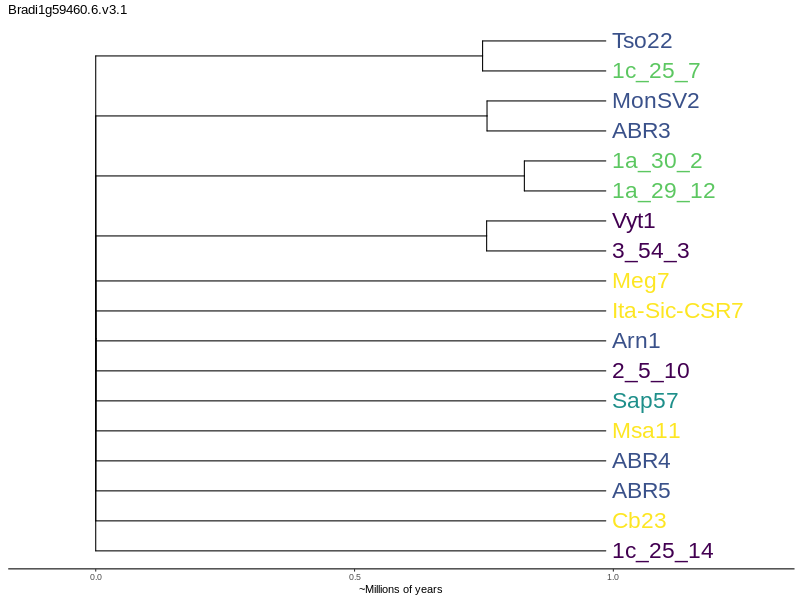 Bradi1g59460.6.v3.1
Tso22
1c_25_7
MonSV2
ABR3
1a_30_2
1a_29_12
Vyt1
3_54_3
Meg7
Ita-Sic-CSR7
Arn1
2_5_10
Sap57
Msa11
ABR4
ABR5
Cb23
1c_25_14
0.0 0.5 1.0
~Millions of years